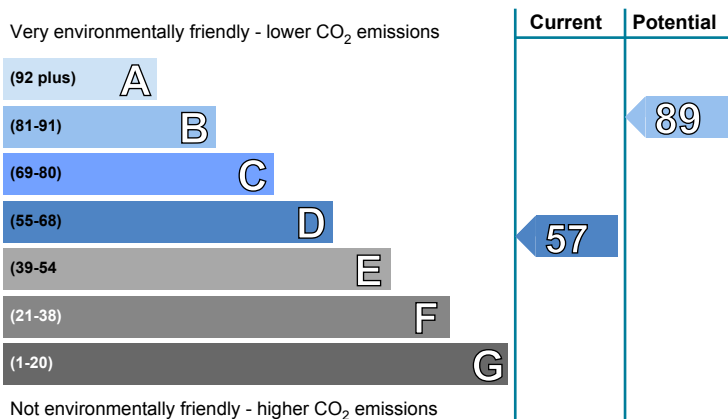 Current Potential
Very environmentally friendly - lower CO2 emissions
(92 plus) A
(81-91) B
89
(69-80) C
(55-68) D
57
(39-54 E
(21-38) F
(1-20) G
Not environmentally friendly - higher CO2 emissions